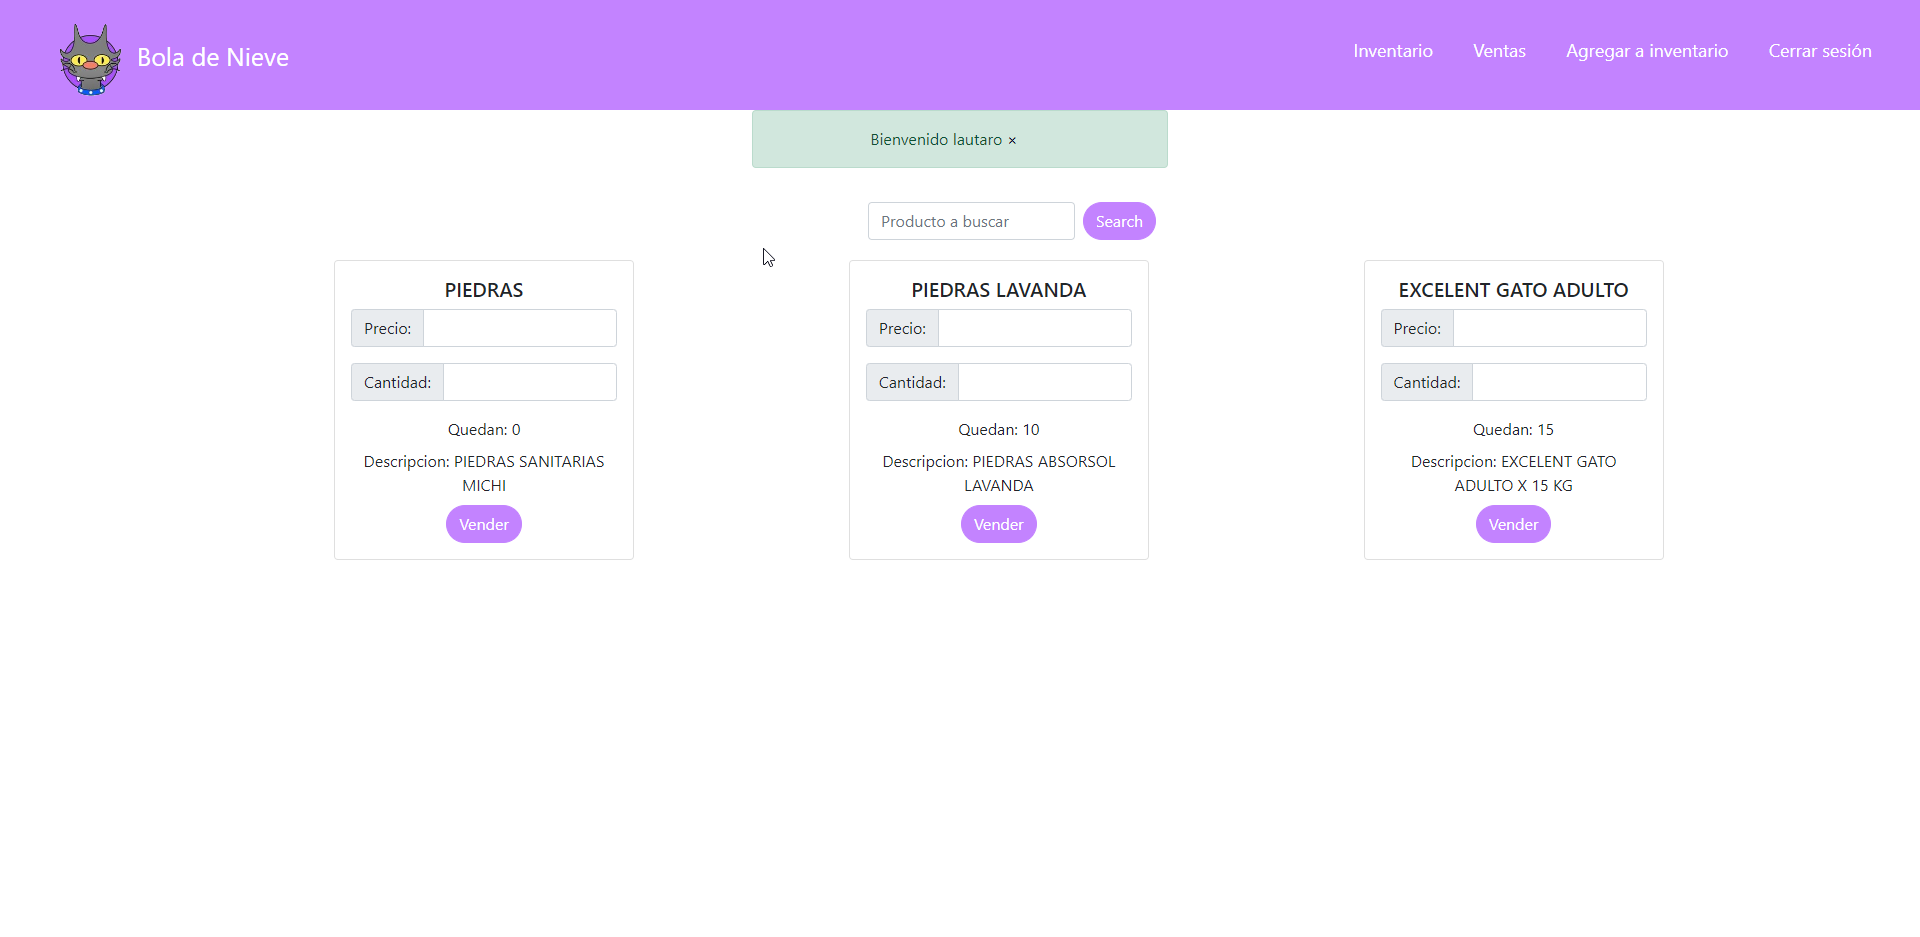 Bola de Nieve
Inventario
Ventas
Agregar a inventario
Cerrar sesión
Bienvenido lautaro ×
Producto a buscar
Search
PIEDRAS
Precio:
Cantidad:
Quedan: 0
Descripcion: PIEDRAS SANITARIAS
MICHI
Vender
PIEDRAS LAVANDA
Precio:
Cantidad:
Quedan: 10
Descripcion: PIEDRAS ABSORSOL
LAVANDA
Vender
EXCELENT GATO ADULTO
Precio:
Cantidad:
Quedan: 15
Descripcion: EXCELENT GATO
ADULTO X 15 KG
Vender